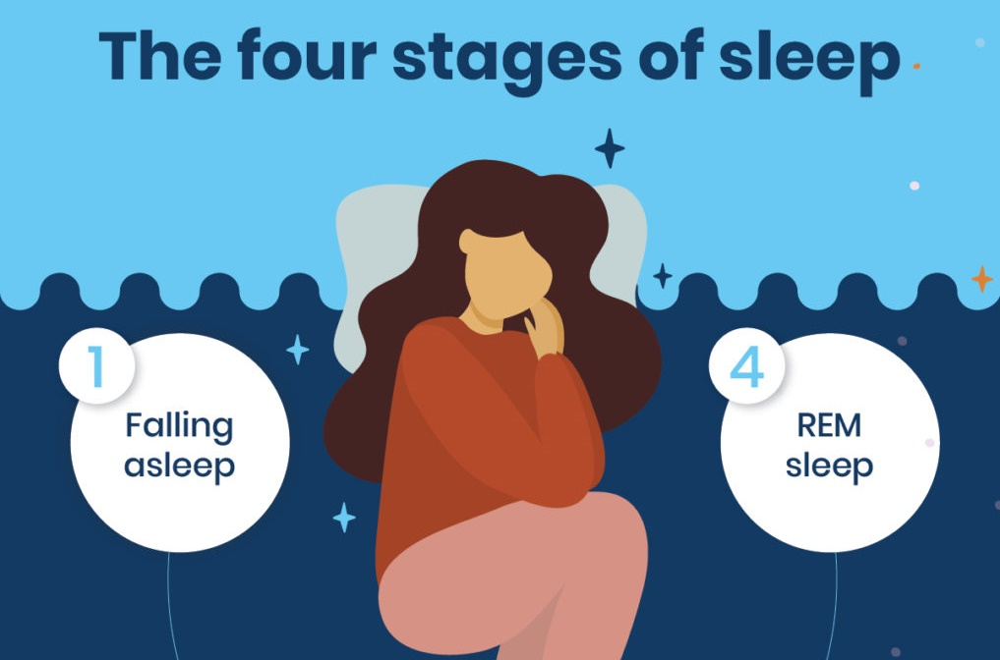 The four stages of sleep
1
Falling
asleep
4
REM
sleep